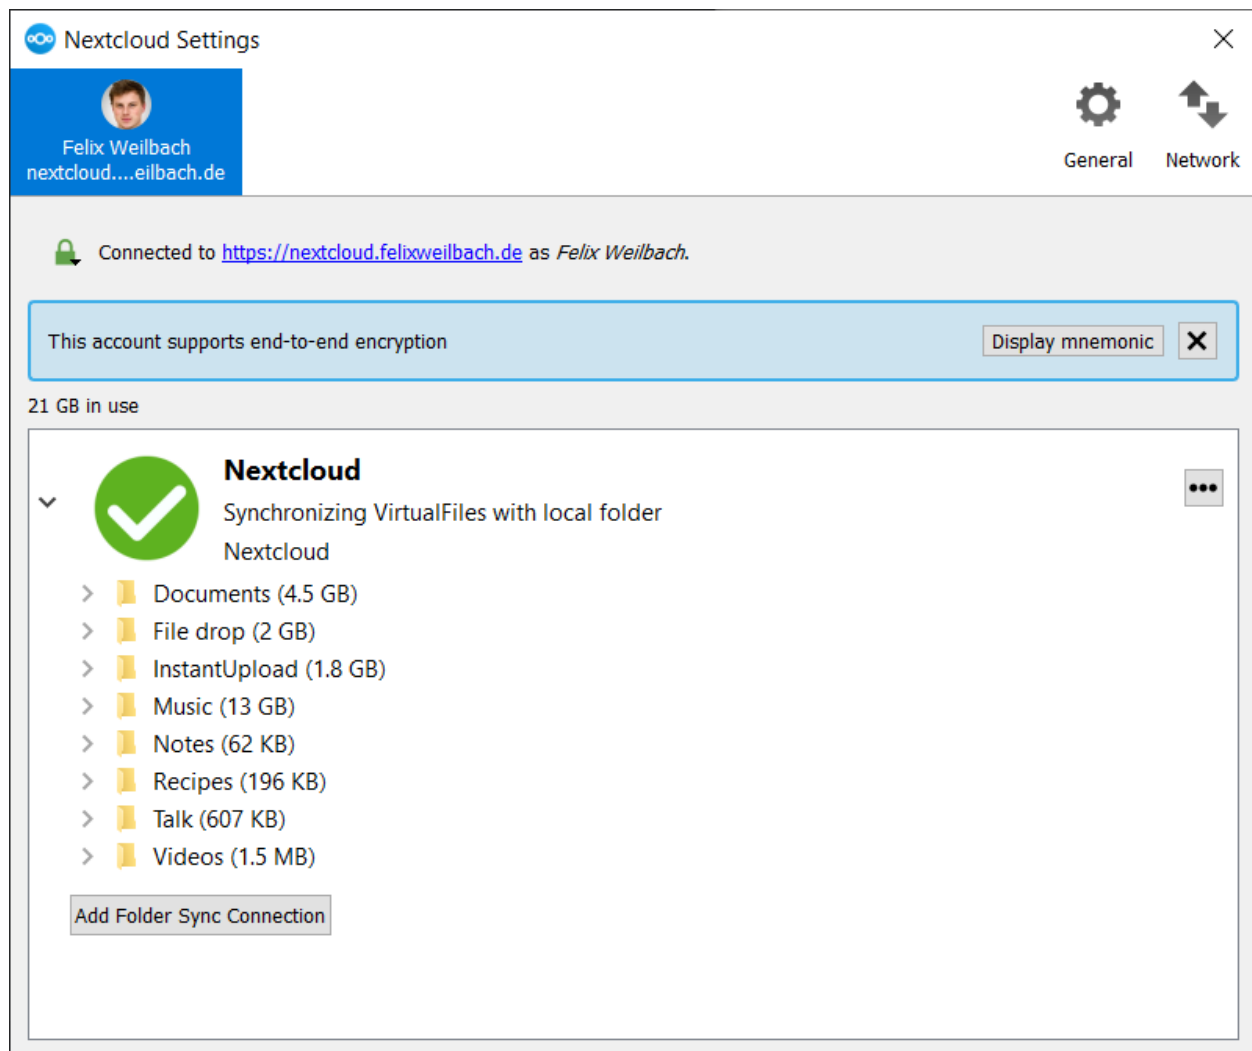 Nextcloud Settings
Felix Weilbach
nextcloud....eilbach.de
General
Network
Connected to https://nextcloud.felixweilbach.de as Felix Weilbach.
This account supports end-to-end encryption
Display mnemonic
21 GB in use
Nextcloud
Synchronizing VirtualFiles with local folder
Nextcloud
Documents (4.5 GB)
File drop (2 GB)
InstantUpload (1.8 GB)
Music (13 GB)
Notes (62 KB)
Recipes (196 KB)
Talk (607 KB)
Videos (1.5 MB)
Add Folder Sync Connection